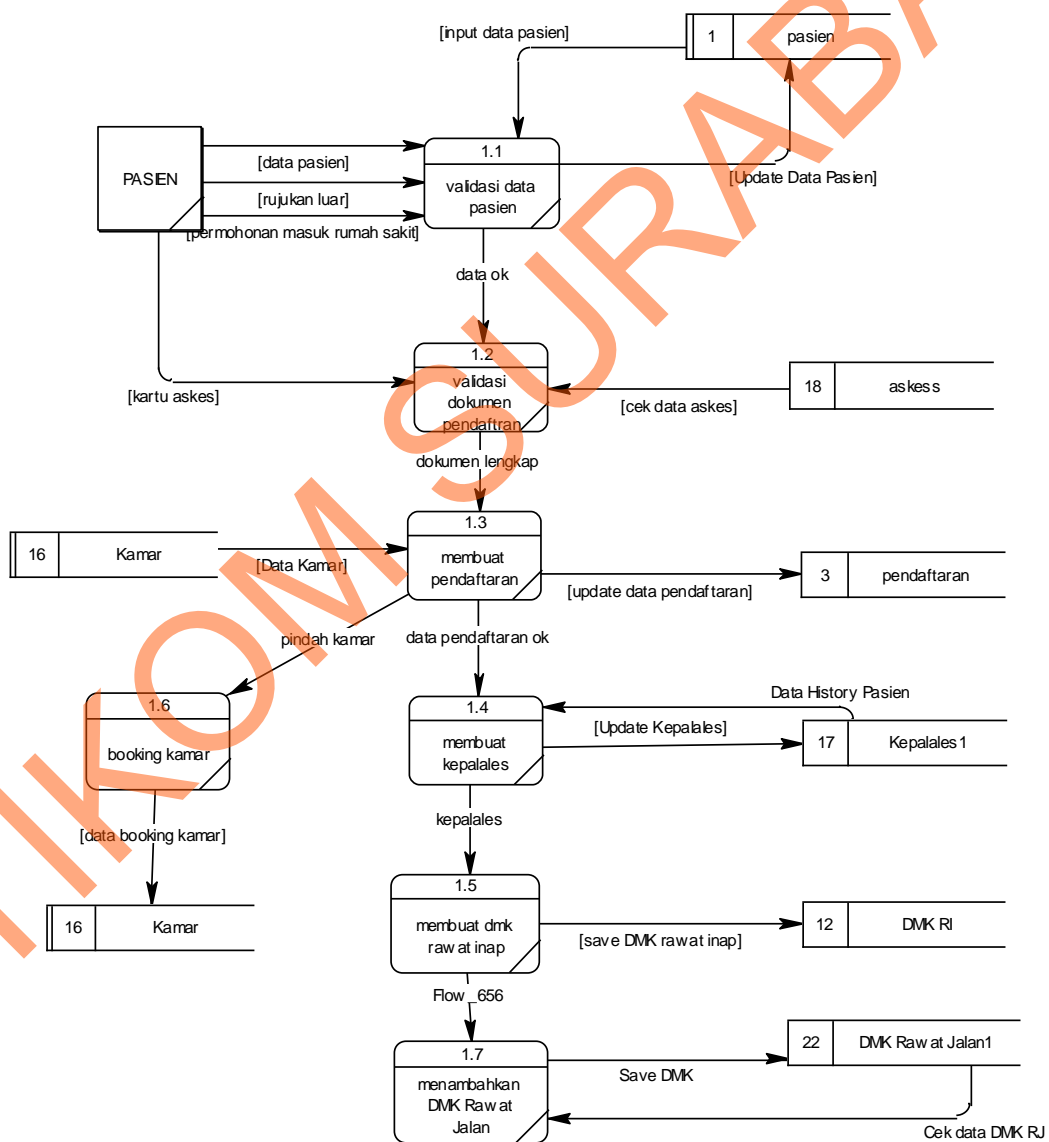 [input data pasien]
1 pasien
PASIEN
[data pasien]
[rujukan luar]
[permohonan masuk rumah sakit]
1.1
validasi data
pasien
[Update Data Pasien]
data ok
1.2
validasi
dokumen
pendaftran
[kartu askes]
18 askess
[cek data askes]
dokumen lengkap
16 Kamar
[Data Kamar]
1.3
membuat
pendaftaran
3 pendaftaran
[update data pendaftaran]
pindah kamar
data pendaftaran ok
1.6
booking kamar
1.4
membuat
kepalales
Data History Pasien
[Update Kepalales]
17 Kepalales1
[data booking kamar]
kepalales
16 Kamar
1.5
membuat dmk
rawat inap
12 DMK RI
[save DMK rawat inap]
Flow_656
1.7
menambahkan
DMK Rawat
Jalan
22 DMK Rawat Jalan1
Save DMK
Cek data DMK RJ
TIKOM SURABA